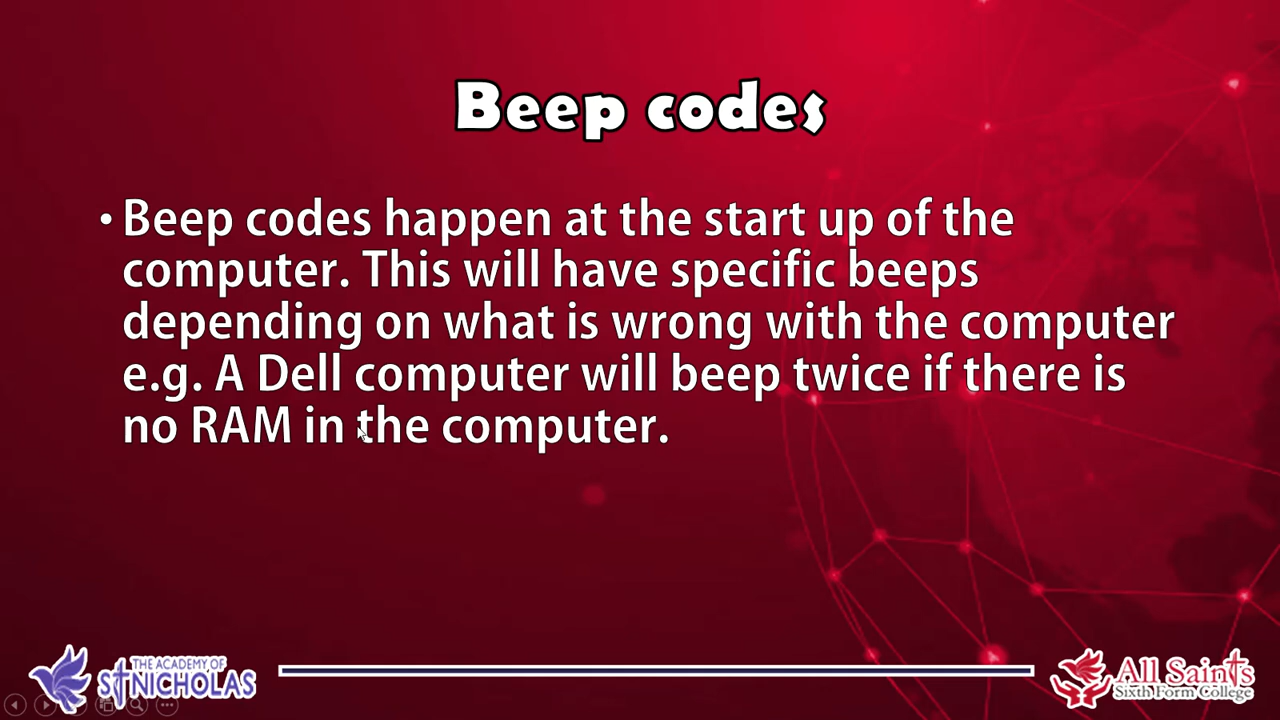 Beep codes
• Beep codes happen at the start up of the
computer. This will have specific beeps
depending on what is wrong with the computer
e.g. A Dell computer will beep twice if there is
no RAM in the computer.
THE ACADEMY OF
ST NICHOLAS
All Saints
Sixth Form College